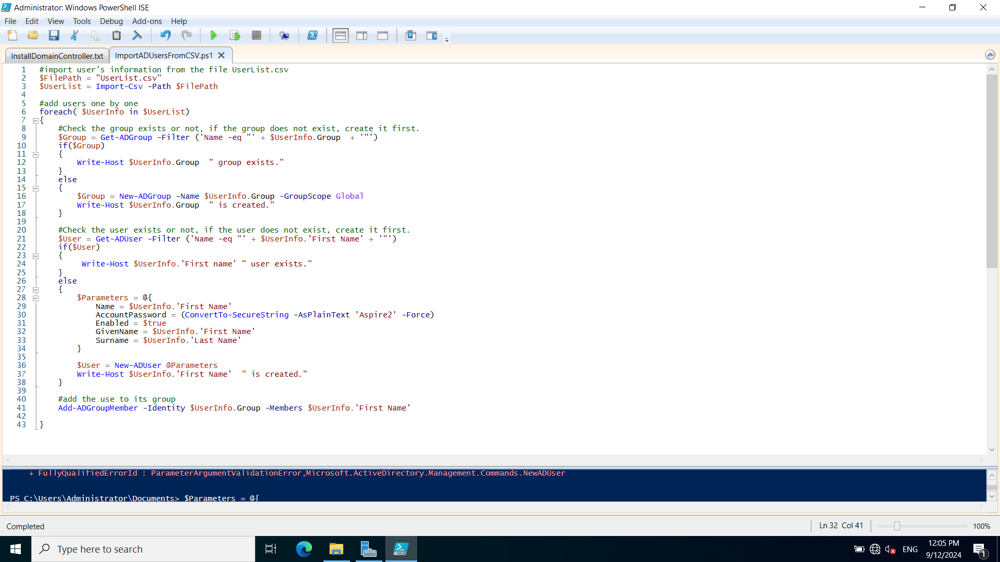 Administrator: Windows PowerShell ISE
File Edit View Tools Debug Add-ons Help
InstallDomainController.txt ImportADUsersFromCSV.ps1
1 #import user's information from the file UserList.csv
2 $FilePath = "UserList.csv"
3 $UserList = Import-Csv -Path $FilePath
4
5 #add users one by one
6 foreach( $UserInfo in $UserList)
7 {
8 #Check the group exists or not, if the group does not exist, create it first.
9 $Group = Get-ADGroup -Filter ('Name -eq "' + $UserInfo.Group  + '"')
10 if($Group)
11 {
12 Write-Host $UserInfo.Group  " group exists."
13 }
14 else
15 {
16 $Group = New-ADGroup -Name $UserInfo.Group -GroupScope Global
17 Write-Host $UserInfo.Group  " is created."
18 }
19
20 #Check the user exists or not, if the user does not exist, create it first.
21 $User = Get-ADUser -Filter ('Name -eq "' + $UserInfo.'First Name' + '"')
22 if($User)
23 {
24 Write-Host $UserInfo.'First name' " user exists."
25 }
26 else
27 {
28 $Parameters = @{
29 Name = $UserInfo.'First Name'
30 AccountPassword = (ConvertTo-SecureString -AsPlainText 'Aspire2' -Force)
31 Enabled = $true
32 GivenName = $UserInfo.'First Name'
33 Surname = $UserInfo.'Last Name'
34 }
35
36 $User = New-ADUser @Parameters
37 Write-Host $UserInfo.'First Name'  " is created."
38 }
39
40 #add the use to its group
41 Add-ADGroupMember -Identity $UserInfo.Group -Members $UserInfo.'First Name'
42
43 }
+ FullyQualifiedErrorId : ParameterArgumentValidationError,Microsoft.ActiveDirectory.Management.Commands.NewADUser
PS C:\Users\Administrator\Documents> $Parameters = @{
Completed
Ln 32 Col 41
100%
Type here to search
ENG
12:05 PM
9/12/2024
1